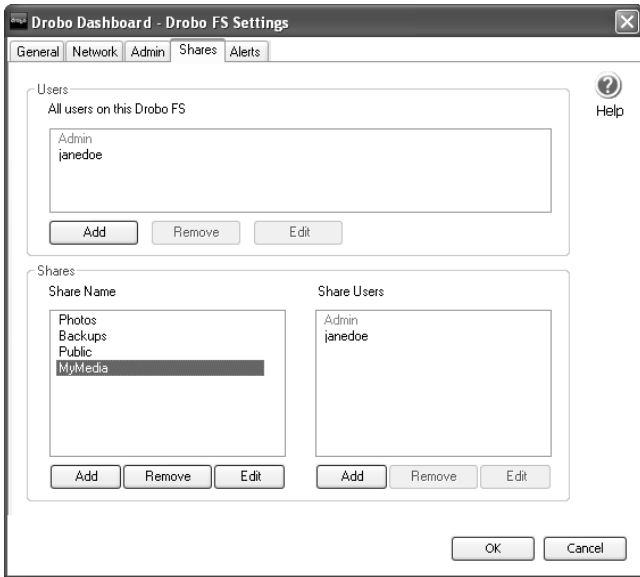 Drobo Dashboard - Drobo FS Settings
General Network Admin Shares Alerts
Users
All users on this Drobo FS
Admin
janedoe
Add Remove Edit
Help
Shares
Share Name
Photos
Backups
Public
MyMedia
Add Remove Edit
Share Users
Admin
janedoe
Add Remove Edit
OK Cancel